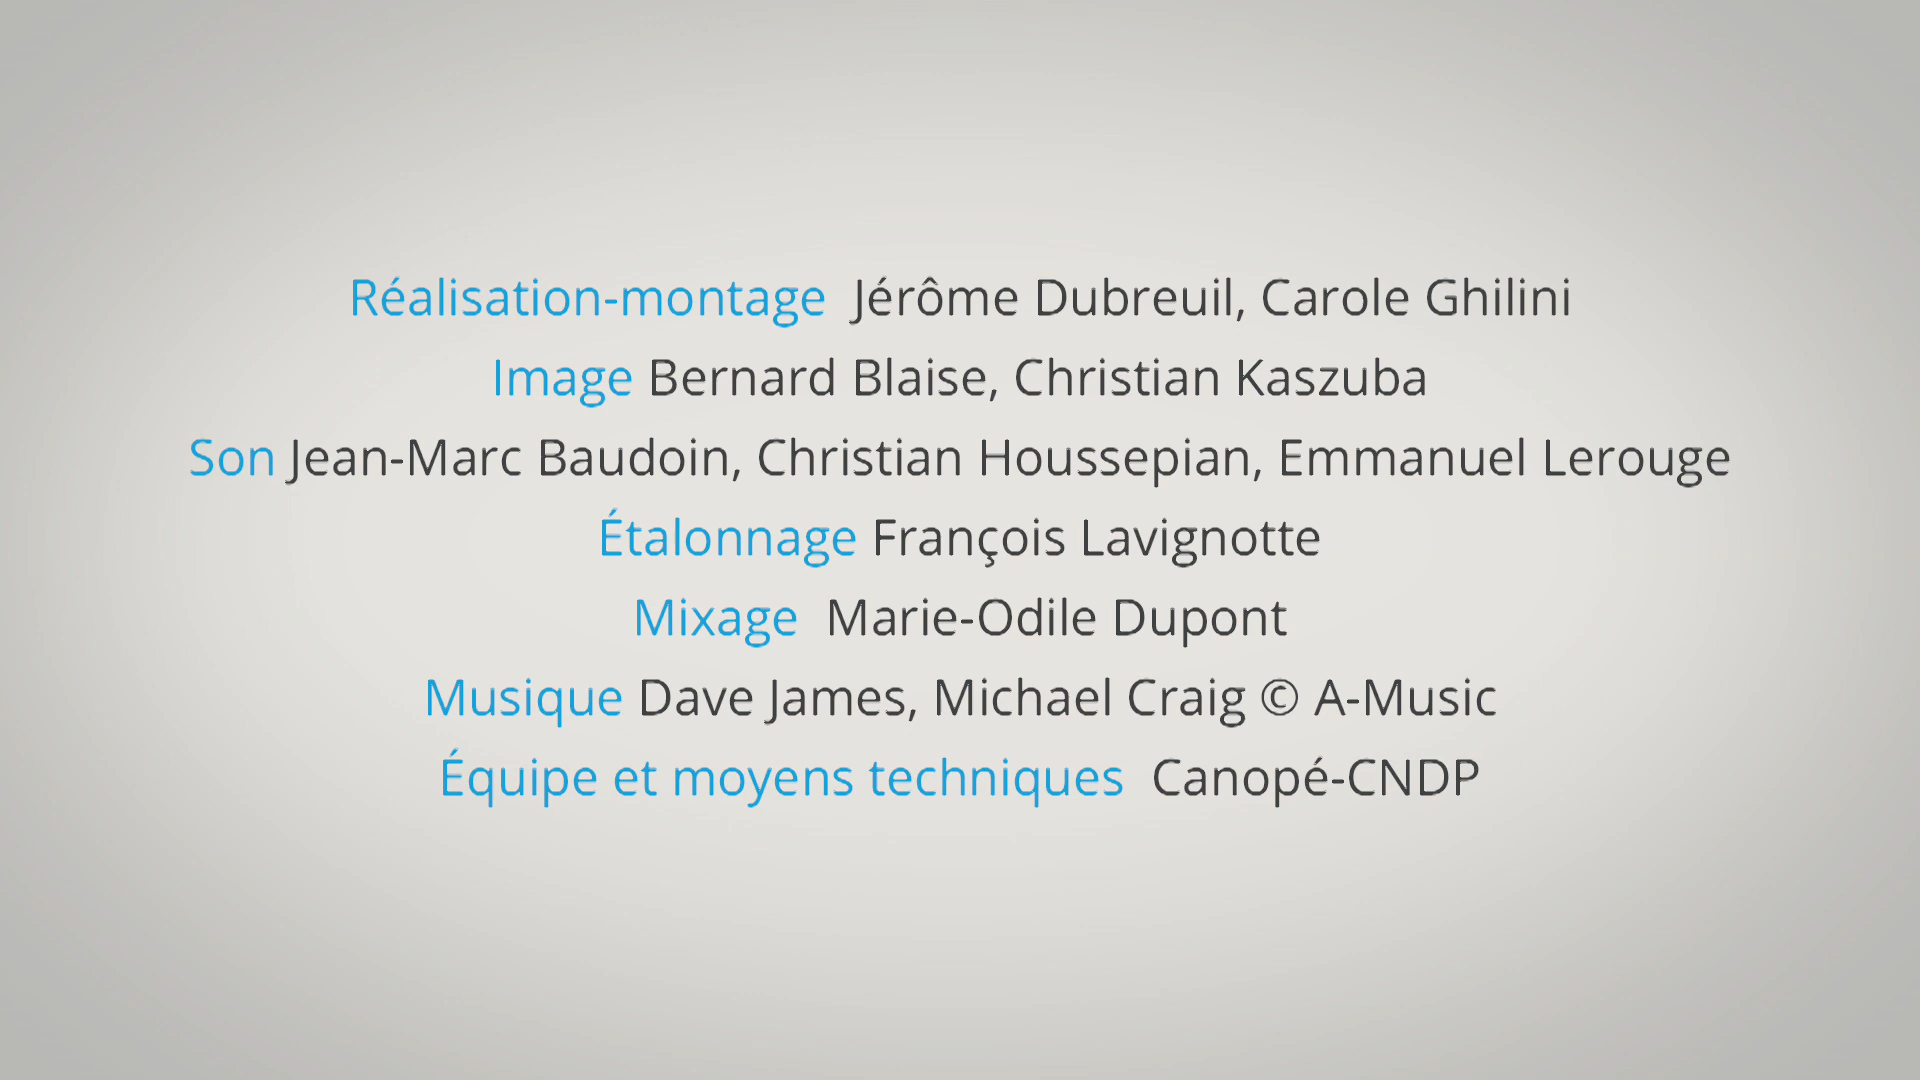 Réalisation-montage Jérôme Dubreuil, Carole Ghilini
Image Bernard Blaise, Christian Kaszuba
Son Jean-Marc Baudoin, Christian Houssepian, Emmanuel Lerouge
Étalonnage François Lavignotte
Mixage Marie-Odile Dupont
Musique Dave James, Michael Craig © A-Music
Équipe et moyens techniques Canopé-CNDP